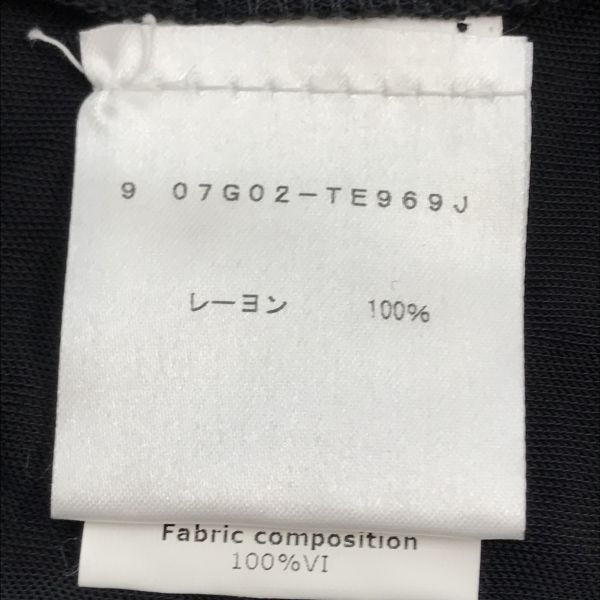 9 07G02-TE969J
レーヨン 100%
Fabric composition
100%VI